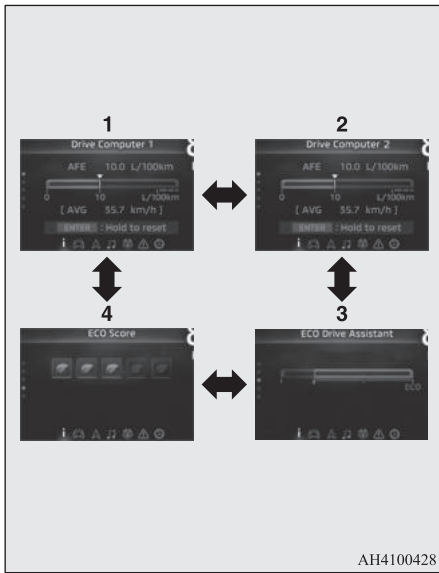 1
Drive Computer 1
AFE 10.0 L/100km
0 10 L/100km
[ AVG 35.7 km/h ]
ENTER : Hold to reset
2
Drive Computer 2
AFE 10.0 L/100km
0 10 L/100km
[ AVG 35.7 km/h ]
ENTER : Hold to reset
4
ECO Score
3
ECO Drive Assistant
ECO
AH4100428